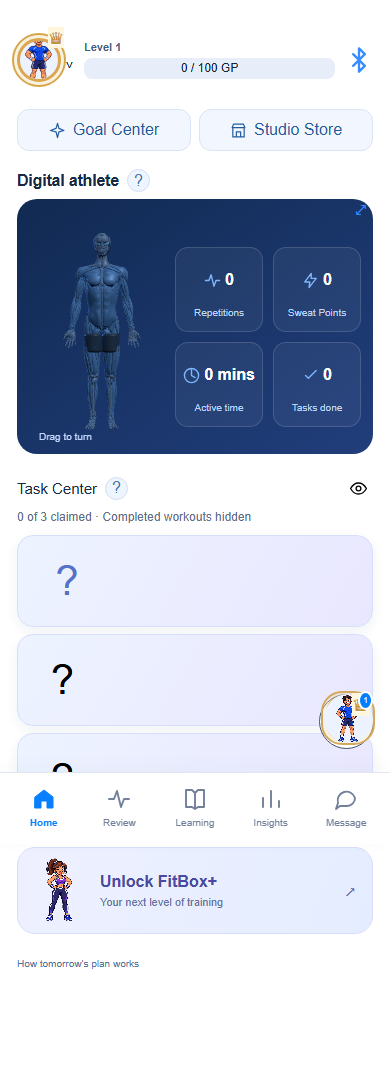 Level 1
V
0 / 100 GP
Goal Center
Studio Store
Digital athlete ?
0
Repetitions
0
Sweat Points
0 mins
Active time
0
Tasks done
Drag to turn
Task Center ?
0 of 3 claimed · Completed workouts hidden
?
?
1
?
Home
Review
Learning
Insights
Message
Unlock FitBox+
Your next level of training
How tomorrow's plan works